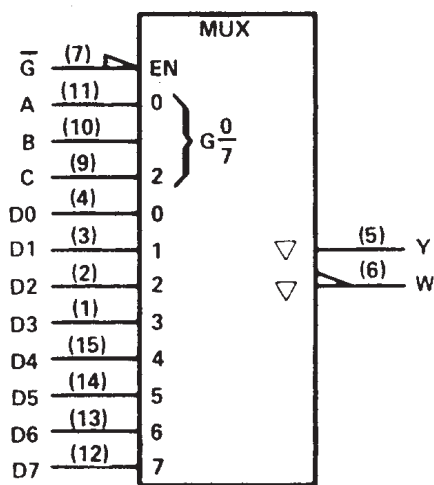 MUX
G̅ (7) EN
A (11) 0
B (10) G 0/7
C (9) 2
D0 (4) 0
D1 (3) 1 ▽ (5) Y
D2 (2) 2 ▽ (6) W
D3 (1) 3
D4 (15) 4
D5 (14) 5
D6 (13) 6
D7 (12) 7